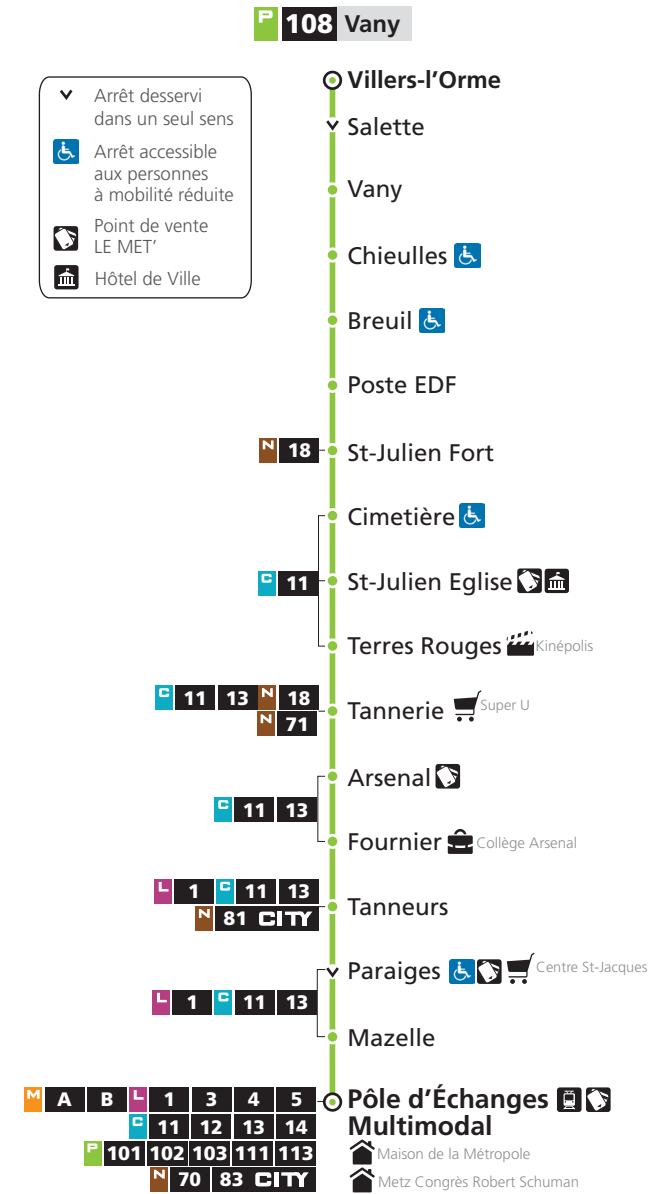 P 108 Vany
Arrêt desservi
dans un seul sens
Arrêt accessible
aux personnes
à mobilité réduite
Point de vente
LE MET’
Hôtel de Ville
Villers-l’Orme
Salette
Vany
Chieulles
Breuil
Poste EDF
N 18 St-Julien Fort
Cimetière
C 11 St-Julien Eglise
Terres Rouges Kinépolis
C 11 13 N 18
N 71
Tannerie Super U
Arsenal
C 11 13
Fournier Collège Arsenal
L 1 C 11 13
N 81 CITY
Tanneurs
Paraiges Centre St-Jacques
L 1 C 11 13
Mazelle
M A B L 1 3 4 5
C 11 12 13 14
P 101 102 103 111 113
N 70 83 CITY
Pôle d’Échanges
Multimodal
Maison de la Métropole
Metz Congrès Robert Schuman